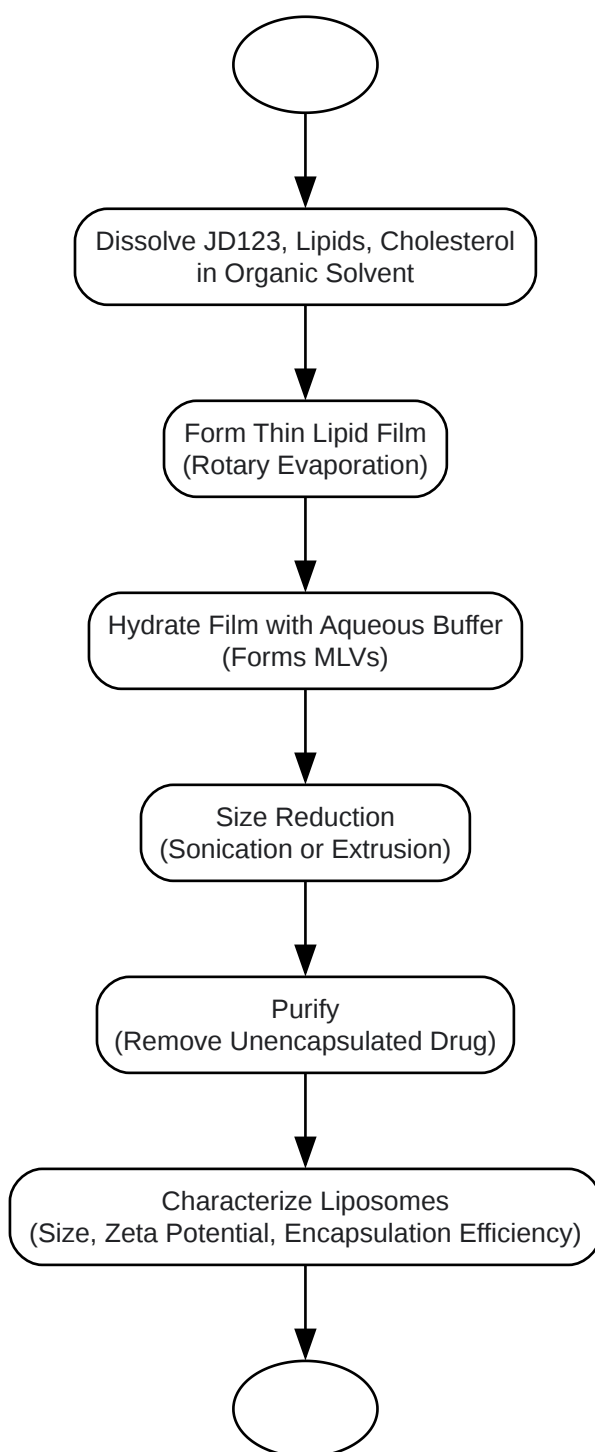 Dissolve JD123, Lipids, Cholesterol
in Organic Solvent
Form Thin Lipid Film
(Rotary Evaporation)
Hydrate Film with Aqueous Buffer
(Forms MLVs)
Size Reduction
(Sonication or Extrusion)
Purify
(Remove Unencapsulated Drug)
Characterize Liposomes
(Size, Zeta Potential, Encapsulation Efficiency)